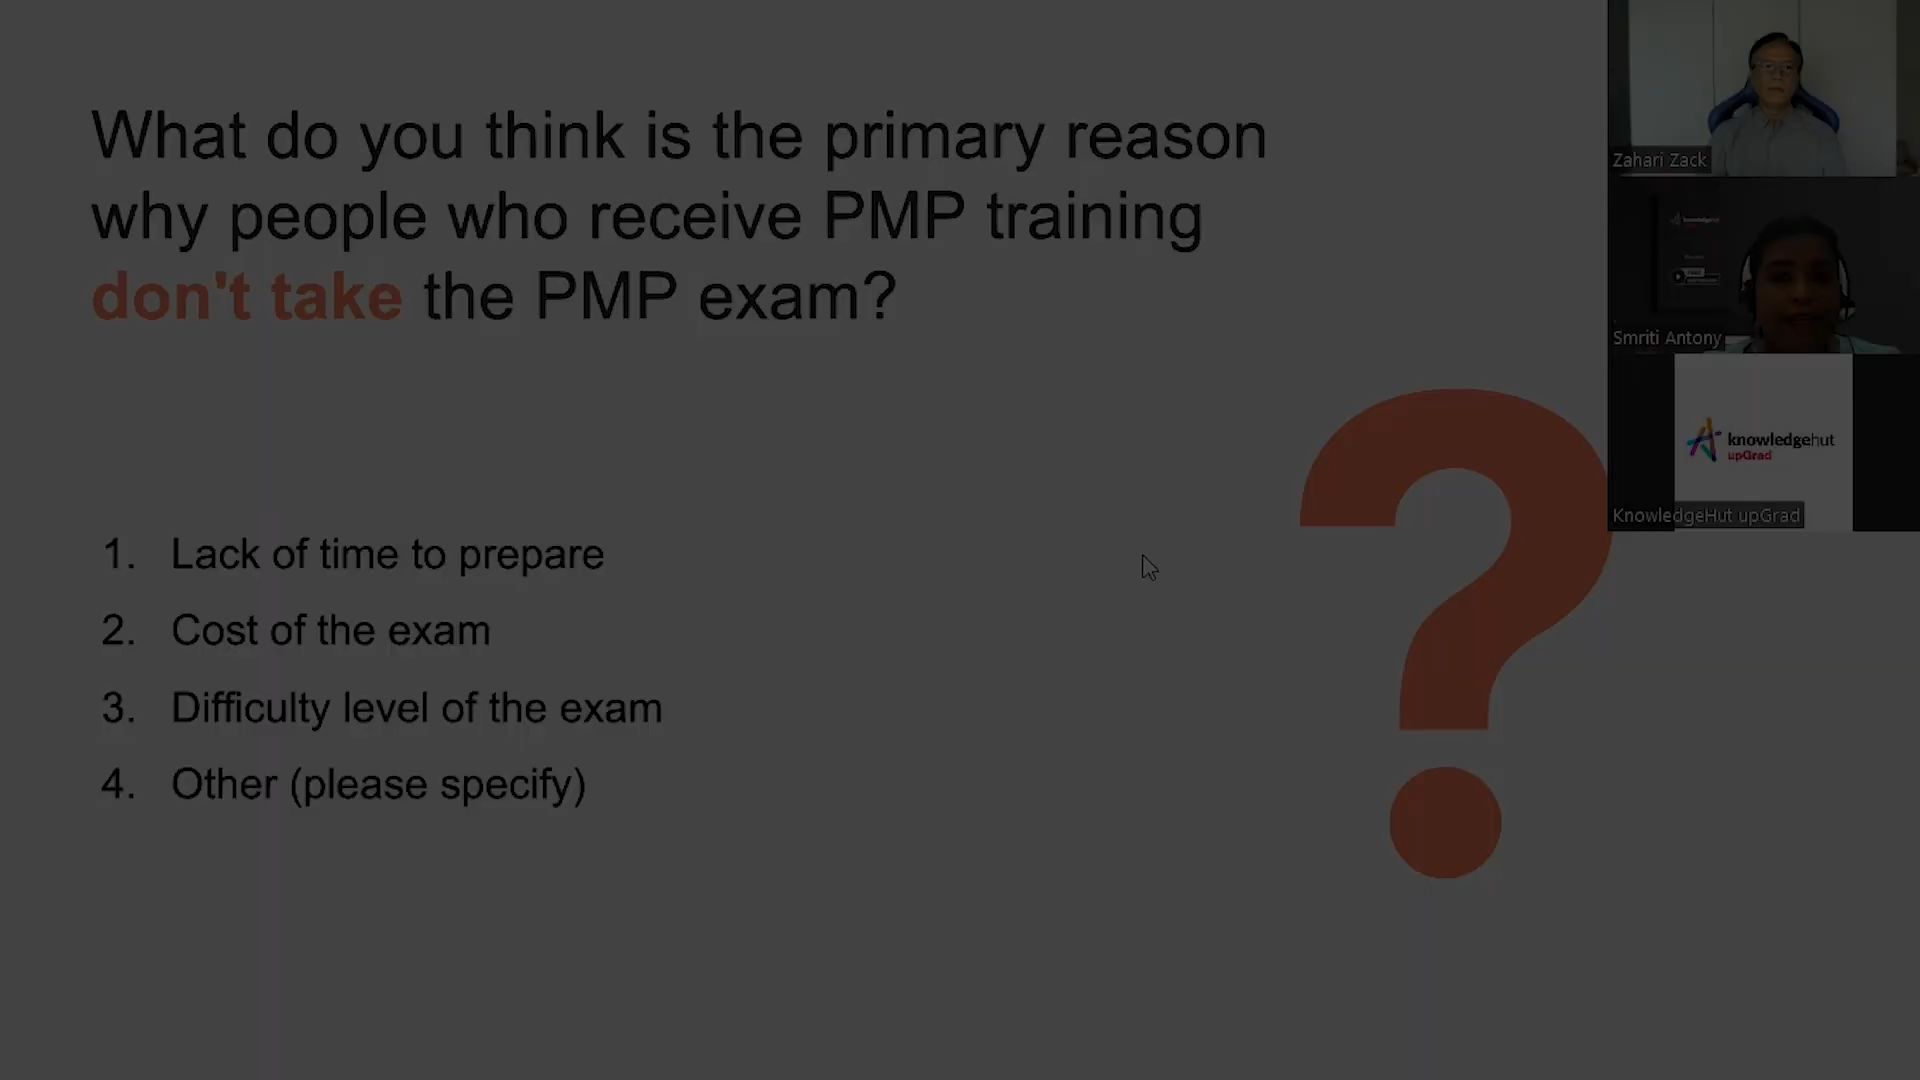 What do you think is the primary reason
why people who receive PMP training
don't take the PMP exam?
1. Lack of time to prepare
2. Cost of the exam
3. Difficulty level of the exam
4. Other (please specify)
?
Zahari Zack
Smriti Antony
knowledgehut
upGrad
KnowledgeHut upGrad